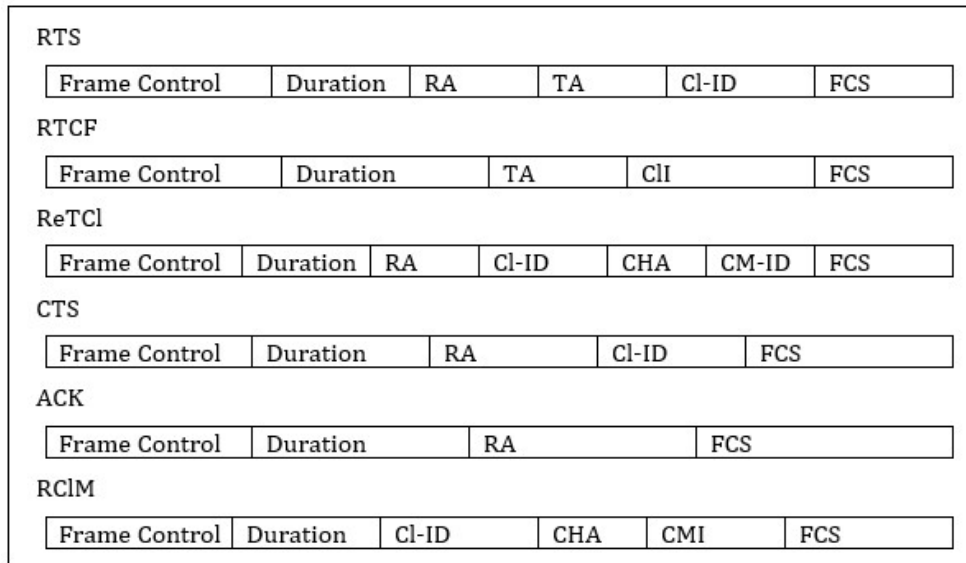 RTS
Frame Control Duration RA TA Cl-ID FCS
RTCF
Frame Control Duration TA ClI FCS
ReTCl
Frame Control Duration RA Cl-ID CHA CM-ID FCS
CTS
Frame Control Duration RA Cl-ID FCS
ACK
Frame Control Duration RA FCS
RClM
Frame Control Duration Cl-ID CHA CMI FCS